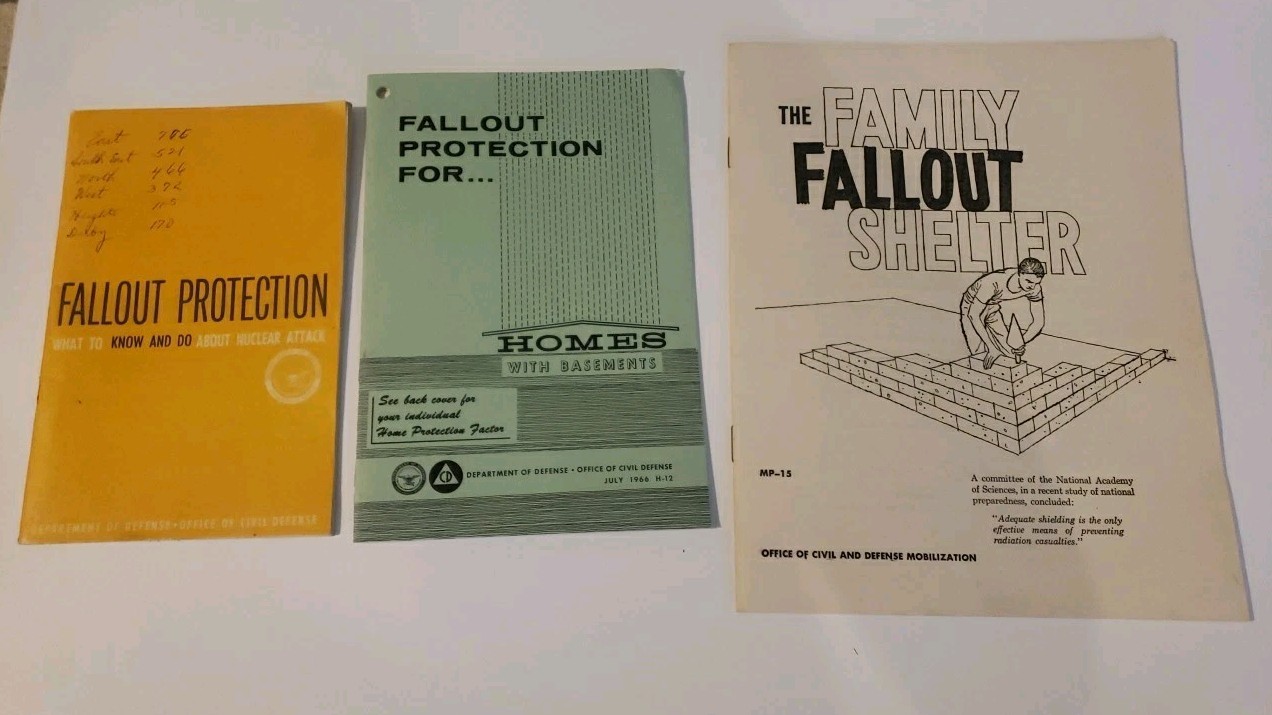 East 700
South East 521
North 464
West 372
Heights
170
FALLOUT PROTECTION
WHAT TO KNOW AND DO ABOUT NUCLEAR ATTACK
DEPARTMENT OF DEFENSE • OFFICE OF CIVIL DEFENSE
FALLOUT
PROTECTION
FOR...
HOMES
WITH BASEMENTS
See back cover for
your individual
Home Protection Factor
CD
DEPARTMENT OF DEFENSE • OFFICE OF CIVIL DEFENSE
JULY 1966 H-12
THE FAMILY
FALLOUT
SHELTER
MP-15
A committee of the National Academy
of Sciences, in a recent study of national
preparedness, concluded:
"Adequate shielding is the only
effective means of preventing
radiation casualties."
OFFICE OF CIVIL AND DEFENSE MOBILIZATION